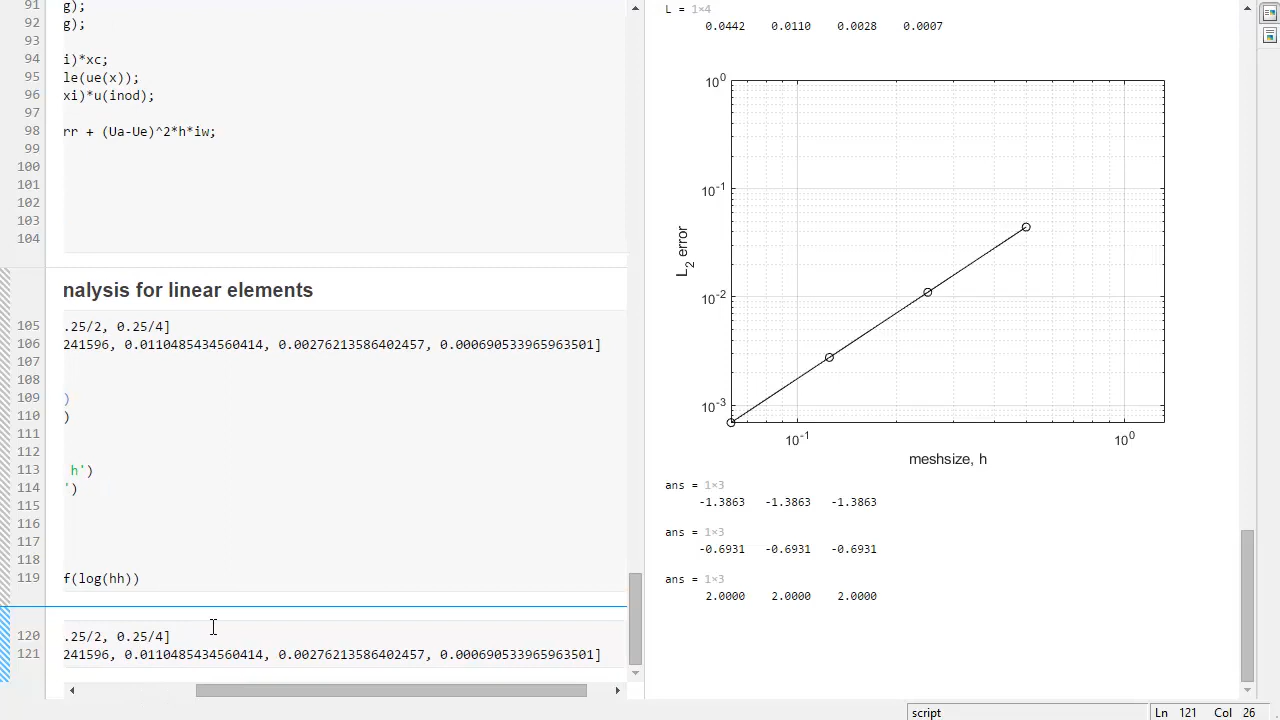 91 g);
92 g);
93
94 i)*xc;
95 le(ue(x));
96 xi)*u(inod);
97
98 rr + (Ua-Ue)^2*h*iw;
99
100
101
102
103
104
nalysis for linear elements
105 .25/2, 0.25/4]
106 241596, 0.0110485434560414, 0.00276213586402457, 0.000690533965963501]
107
108
109 )
110 )
111
112
113 h')
114 ')
115
116
117
118
119 f(log(hh))
120 .25/2, 0.25/4]
121 241596, 0.0110485434560414, 0.00276213586402457, 0.000690533965963501]
L = 1×4
0.0442 0.0110 0.0028 0.0007
10^0
10^-1
10^-2
10^-3
L_2 error
10^-1 10^0
meshsize, h
ans = 1×3
-1.3863 -1.3863 -1.3863
ans = 1×3
-0.6931 -0.6931 -0.6931
ans = 1×3
2.0000 2.0000 2.0000
script Ln 121 Col 26